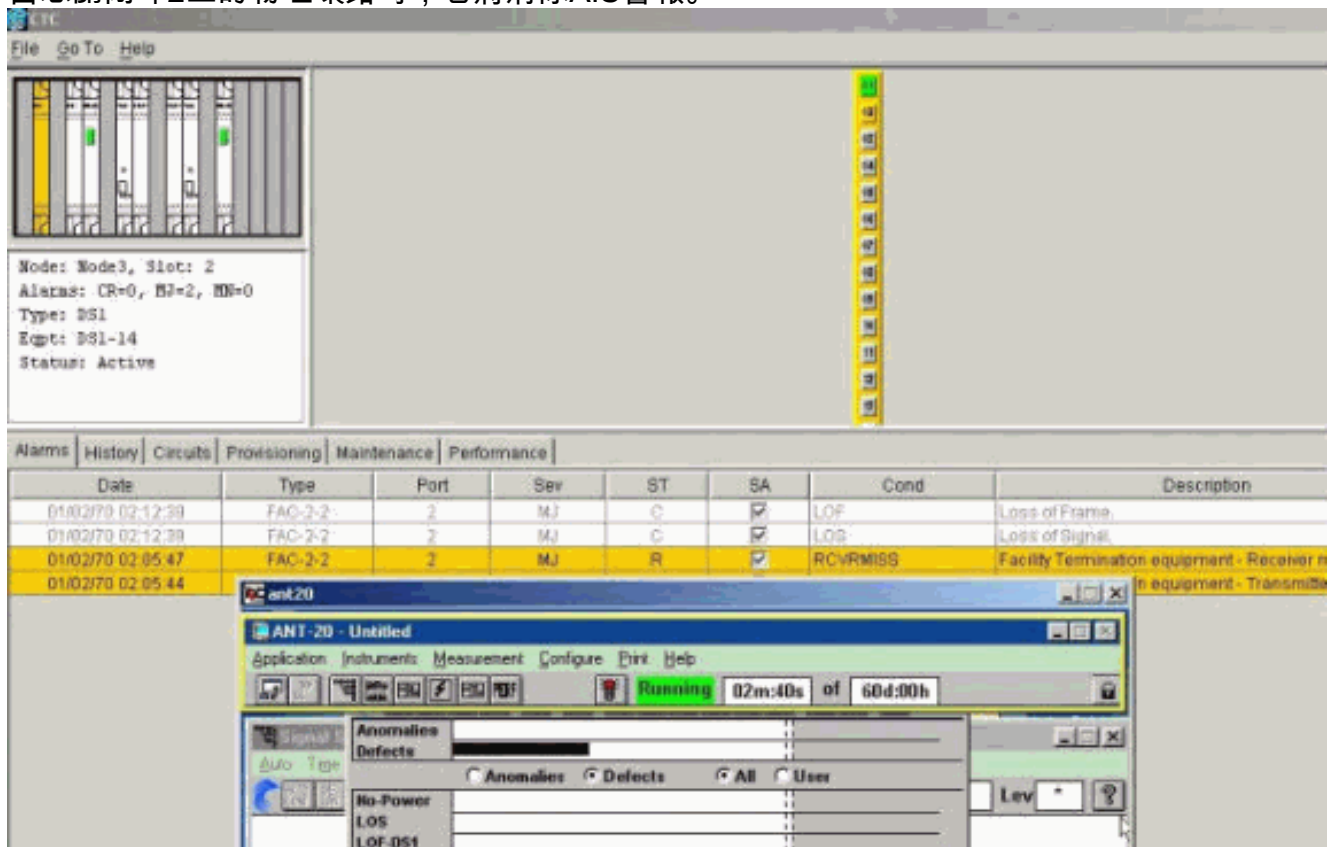 CTC
File Go To Help
Node: Node3, Slot: 2
Alarms: CR=0, MJ=2, MN=0
Type: DS1
Eqpt: DS1-14
Status: Active
Alarms History Circuits Provisioning Maintenance Performance
Date Type Port Sev ST SA Cond Description
01/02/70 02:12:39 FAC-2-2 2 MJ C LOF Loss of Frame.
01/02/70 02:12:39 FAC-2-2 2 MJ C LOS Loss of Signal.
01/02/70 02:05:47 FAC-2-2 2 MJ R RCVRMISS Facility Termination equipment - Receiver
01/02/70 02:05:44 equipment - Transmitte
ant20
ANT-20 - Untitled
Application Instruments Measurement Configure Print Help
Running 02m:40s of 60d:00h
Signal
Anomalies
Defects
Auto
Anomalies Defects All User
No-Power
LOS
LOF-DS1
Lev *